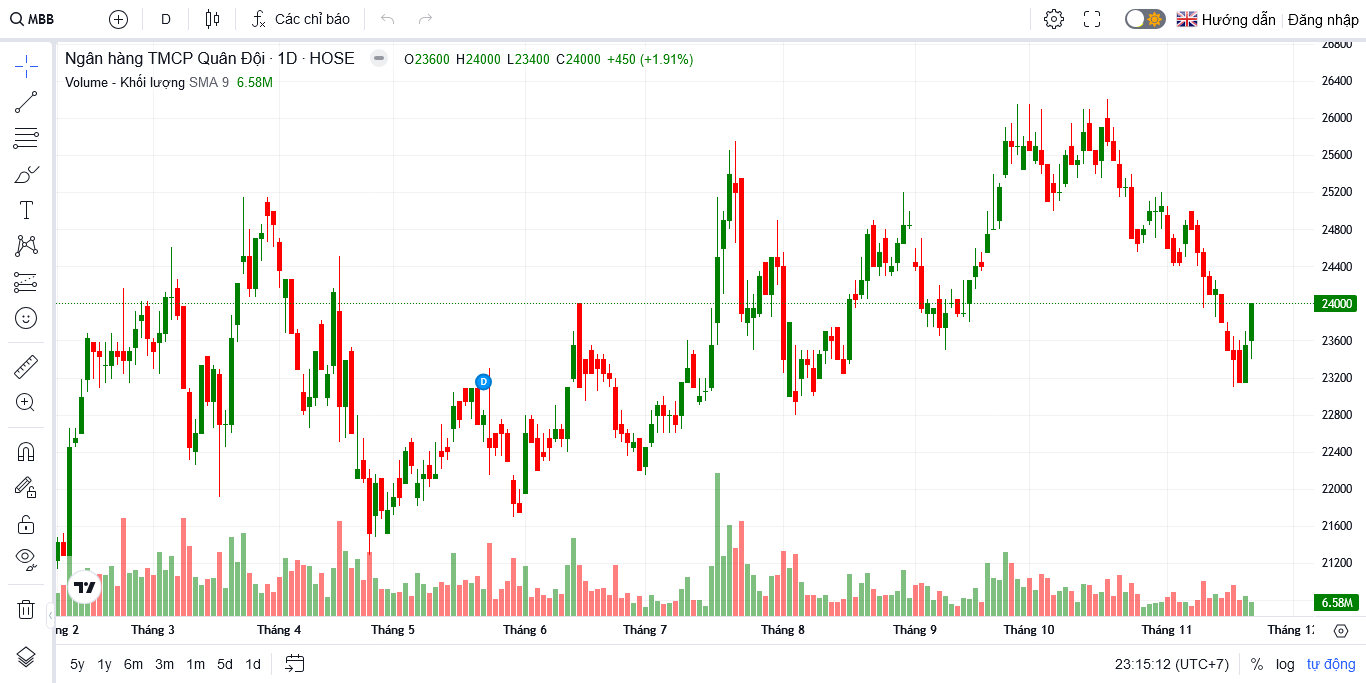 MBB D Các chỉ báo Hướng dẫn Đăng nhập
Ngân hàng TMCP Quân Đội · 1D · HOSE O23600 H24000 L23400 C24000 +450 (+1.91%)
Volume - Khối lượng SMA 9 6.58M
26800
26400
26000
25600
25200
24800
24400
24000
23600
23200
22800
22400
22000
21600
21200
6.58M
D
ng 2 Tháng 3 Tháng 4 Tháng 5 Tháng 6 Tháng 7 Tháng 8 Tháng 9 Tháng 10 Tháng 11 Tháng 12
5y 1y 6m 3m 1m 5d 1d 23:15:12 (UTC+7) % log tự động